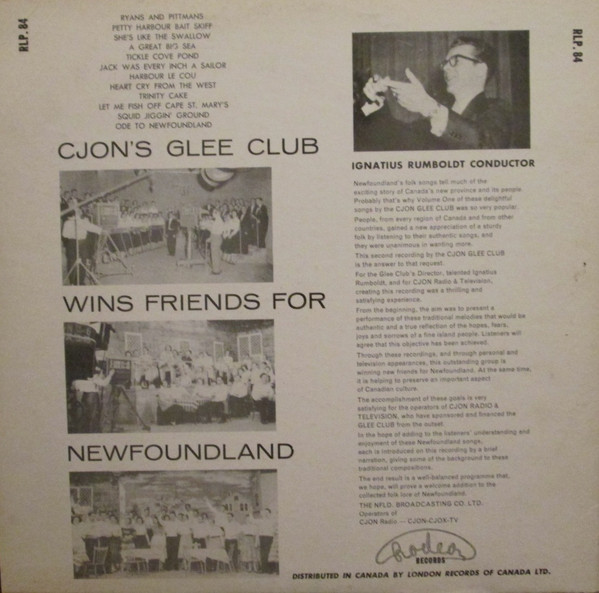 RLP. 84
RYANS AND PITTMANS
PETTY HARBOUR BAIT SKIFF
SHE'S LIKE THE SWALLOW
A GREAT BIG SEA
TICKLE COVE POND
JACK WAS EVERY INCH A SAILOR
HARBOUR LE COU
HEART CRY FROM THE WEST
TRINITY CAKE
LET ME FISH OFF CAPE ST. MARY'S
SQUID JIGGIN' GROUND
ODE TO NEWFOUNDLAND
CJON'S GLEE CLUB
WINS FRIENDS FOR
NEWFOUNDLAND
RLP. 84
IGNATIUS RUMBOLDT CONDUCTOR
Newfoundland's folk songs tell much of the
exciting story of Canada's new province and its people.
Probably that's why Volume One of these delightful
songs by the CJON GLEE CLUB was so very popular.
People, from every region of Canada and from other
countries, gained a new appreciation of a sturdy
folk by listening to their authentic songs, and
they were unanimous in wanting more.
This second recording by the CJON GLEE CLUB
is the answer to that request.
For the Glee Club's Director, talented Ignatius
Rumboldt, and for CJON Radio & Television,
creating this recording was a thrilling and
satisfying experience.
From the beginning, the aim was to present a
performance of these traditional melodies that would be
authentic and a true reflection of the hopes, fears,
joys and sorrows of a fine island people. Listeners will
agree that this objective has been achieved.
Through these recordings, and through personal and
television appearances, this outstanding group is
winning new friends for Newfoundland. At the same time,
it is helping to preserve an important aspect
of Canadian culture.
The accomplishment of these goals is very
satisfying for the operators of CJON RADIO &
TELEVISION, who have sponsored and financed the
GLEE CLUB from the outset.
In the hope of adding to the listeners' understanding and
enjoyment of these Newfoundland songs,
each is introduced on this recording by a brief
narration, giving some of the background to these
traditional compositions.
The end result is a well-balanced programme that,
we hope, will prove a welcome addition to the
collected folk lore of Newfoundland.
THE NFLD. BROADCASTING CO. LTD.
Operators of
CJON Radio — CJON-CJOX-TV
Rodeo
RECORDS
DISTRIBUTED IN CANADA BY LONDON RECORDS OF CANADA LTD.